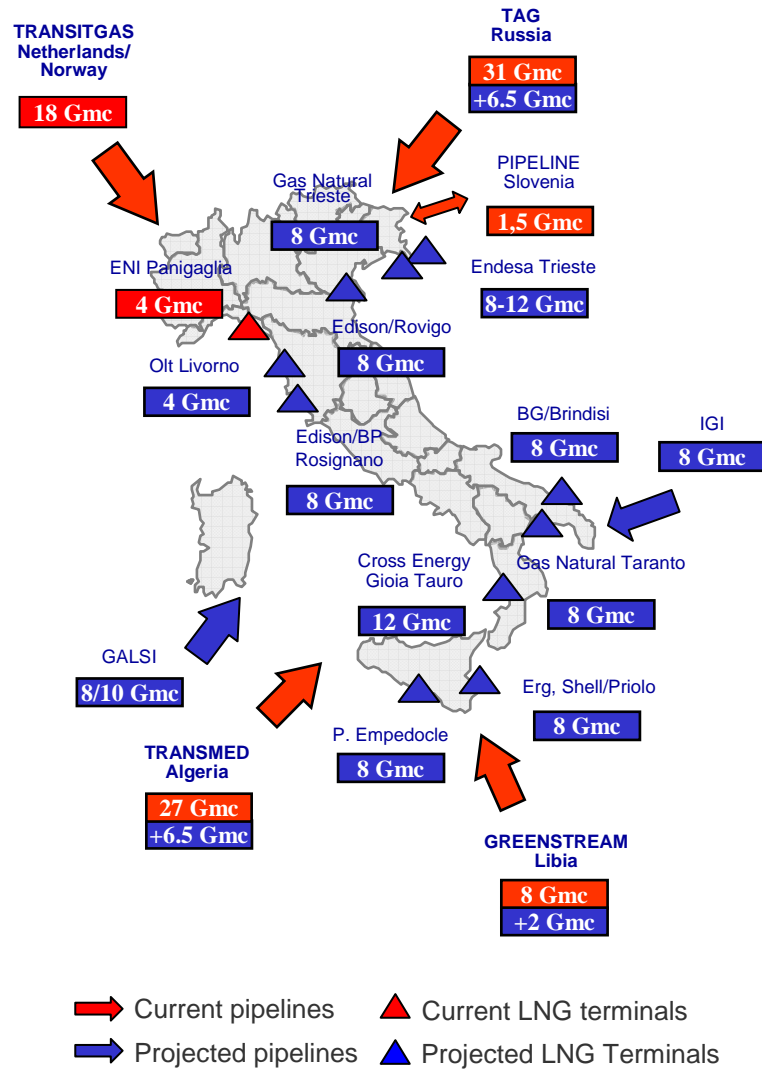 TRANSITGAS
Netherlands/
Norway
18 Gmc
TAG
Russia
31 Gmc
+6.5 Gmc
Gas Natural
Trieste
8 Gmc
PIPELINE
Slovenia
1,5 Gmc
ENI Panigaglia
4 Gmc
Endesa Trieste
8-12 Gmc
Edison/Rovigo
8 Gmc
Olt Livorno
4 Gmc
Edison/BP
Rosignano
8 Gmc
BG/Brindisi
8 Gmc
IGI
8 Gmc
Cross Energy
Gioia Tauro
12 Gmc
Gas Natural Taranto
8 Gmc
GALSI
8/10 Gmc
Erg, Shell/Priolo
8 Gmc
P. Empedocle
8 Gmc
TRANSMED
Algeria
27 Gmc
+6.5 Gmc
GREENSTREAM
Libia
8 Gmc
+2 Gmc
Current pipelines
Current LNG terminals
Projected pipelines
Projected LNG Terminals